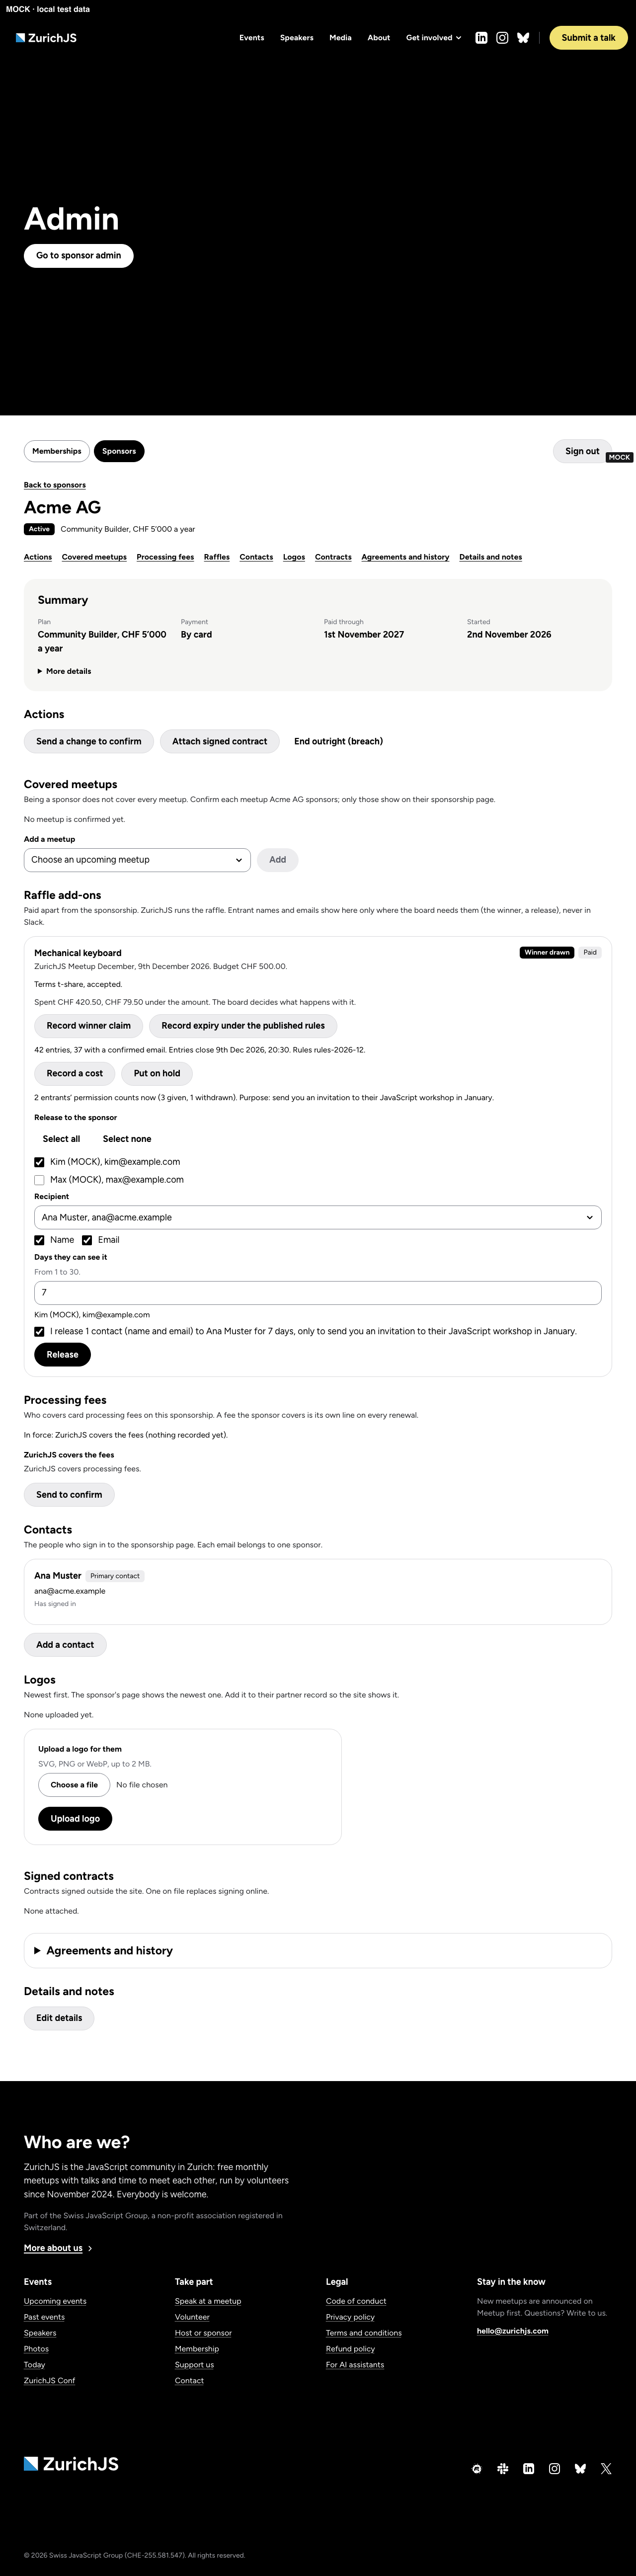 MOCK · local test data
ZurichJS
Events
Speakers
Media
About
Get involved
Submit a talk
Admin
Go to sponsor admin
Memberships
Sponsors
Sign out
MOCK
Back to sponsors
Acme AG
Active
Community Builder, CHF 5’000 a year
Actions
Covered meetups
Processing fees
Raffles
Contacts
Logos
Contracts
Agreements and history
Details and notes
Summary
Plan
Community Builder, CHF 5’000
a year
Payment
By card
Paid through
1st November 2027
Started
2nd November 2026
More details
Actions
Send a change to confirm
Attach signed contract
End outright (breach)
Covered meetups
Being a sponsor does not cover every meetup. Confirm each meetup Acme AG sponsors; only those show on their sponsorship page.
No meetup is confirmed yet.
Add a meetup
Choose an upcoming meetup
Add
Raffle add-ons
Paid apart from the sponsorship. ZurichJS runs the raffle. Entrant names and emails show here only where the board needs them (the winner, a release), never in
Slack.
Mechanical keyboard
Winner drawn
Paid
ZurichJS Meetup December, 9th December 2026. Budget CHF 500.00.
Terms t-share, accepted.
Spent CHF 420.50, CHF 79.50 under the amount. The board decides what happens with it.
Record winner claim
Record expiry under the published rules
42 entries, 37 with a confirmed email. Entries close 9th Dec 2026, 20:30. Rules rules-2026-12.
Record a cost
Put on hold
2 entrants’ permission counts now (3 given, 1 withdrawn). Purpose: send you an invitation to their JavaScript workshop in January.
Release to the sponsor
Select all
Select none
Kim (MOCK), kim@example.com
Max (MOCK), max@example.com
Recipient
Ana Muster, ana@acme.example
Name
Email
Days they can see it
From 1 to 30.
7
Kim (MOCK), kim@example.com
I release 1 contact (name and email) to Ana Muster for 7 days, only to send you an invitation to their JavaScript workshop in January.
Release
Processing fees
Who covers card processing fees on this sponsorship. A fee the sponsor covers is its own line on every renewal.
In force: ZurichJS covers the fees (nothing recorded yet).
ZurichJS covers the fees
ZurichJS covers processing fees.
Send to confirm
Contacts
The people who sign in to the sponsorship page. Each email belongs to one sponsor.
Ana Muster
Primary contact
ana@acme.example
Has signed in
Add a contact
Logos
Newest first. The sponsor's page shows the newest one. Add it to their partner record so the site shows it.
None uploaded yet.
Upload a logo for them
SVG, PNG or WebP, up to 2 MB.
Choose a file
No file chosen
Upload logo
Signed contracts
Contracts signed outside the site. One on file replaces signing online.
None attached.
Agreements and history
Details and notes
Edit details
Who are we?
ZurichJS is the JavaScript community in Zurich: free monthly
meetups with talks and time to meet each other, run by volunteers
since November 2024. Everybody is welcome.
Part of the Swiss JavaScript Group, a non-profit association registered in
Switzerland.
More about us
Events
Upcoming events
Past events
Speakers
Photos
Today
ZurichJS Conf
Take part
Speak at a meetup
Volunteer
Host or sponsor
Membership
Support us
Contact
Legal
Code of conduct
Privacy policy
Terms and conditions
Refund policy
For AI assistants
Stay in the know
New meetups are announced on
Meetup first. Questions? Write to us.
hello@zurichjs.com
ZurichJS
© 2026 Swiss JavaScript Group (CHE-255.581.547). All rights reserved.